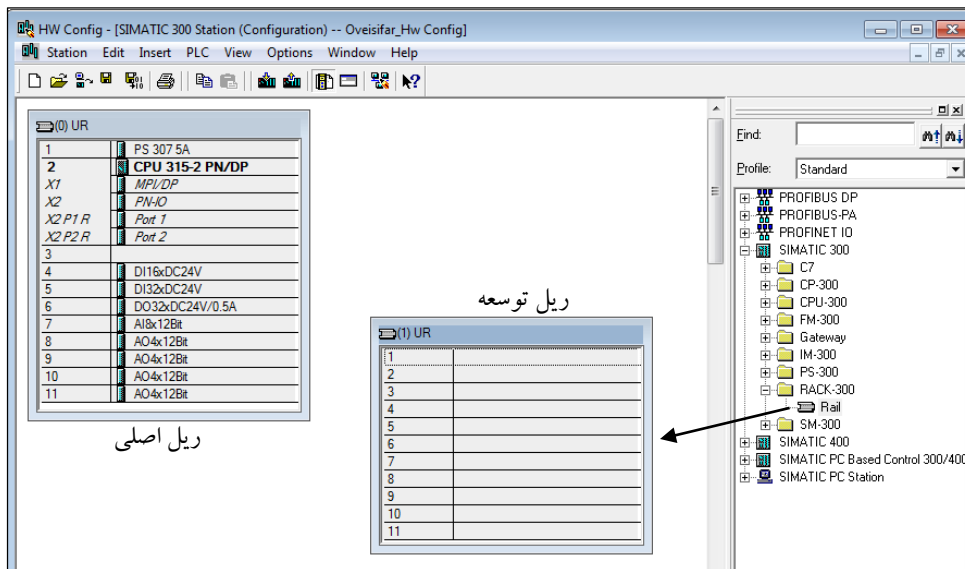 HW Config - [SIMATIC 300 Station (Configuration) -- Oveisifar_Hw Config]
Station Edit Insert PLC View Options Window Help
(0) UR
1 PS 307 5A
2 CPU 315-2 PN/DP
X1 MPI/DP
X2 PN-IO
X2 P1 R Port 1
X2 P2 R Port 2
3
4 DI16xDC24V
5 DI32xDC24V
6 DO32xDC24V/0.5A
7 AI8x12Bit
8 AO4x12Bit
9 AO4x12Bit
10 AO4x12Bit
11 AO4x12Bit
ریل اصلی
ریل توسعه
(1) UR
1
2
3
4
5
6
7
8
9
10
11
Find:
Profile: Standard
PROFIBUS DP
PROFIBUS-PA
PROFINET IO
SIMATIC 300
C7
CP-300
CPU-300
FM-300
Gateway
IM-300
PS-300
RACK-300
Rail
SM-300
SIMATIC 400
SIMATIC PC Based Control 300/400
SIMATIC PC Station